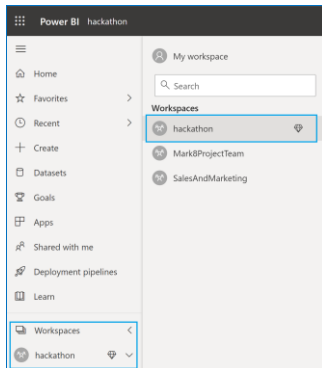 Power BI hackathon
Home
Favorites
Recent
Create
Datasets
Goals
Apps
Shared with me
Deployment pipelines
Learn
Workspaces
hackathon
My workspace
Search
Workspaces
hackathon
Mark8ProjectTeam
SalesAndMarketing